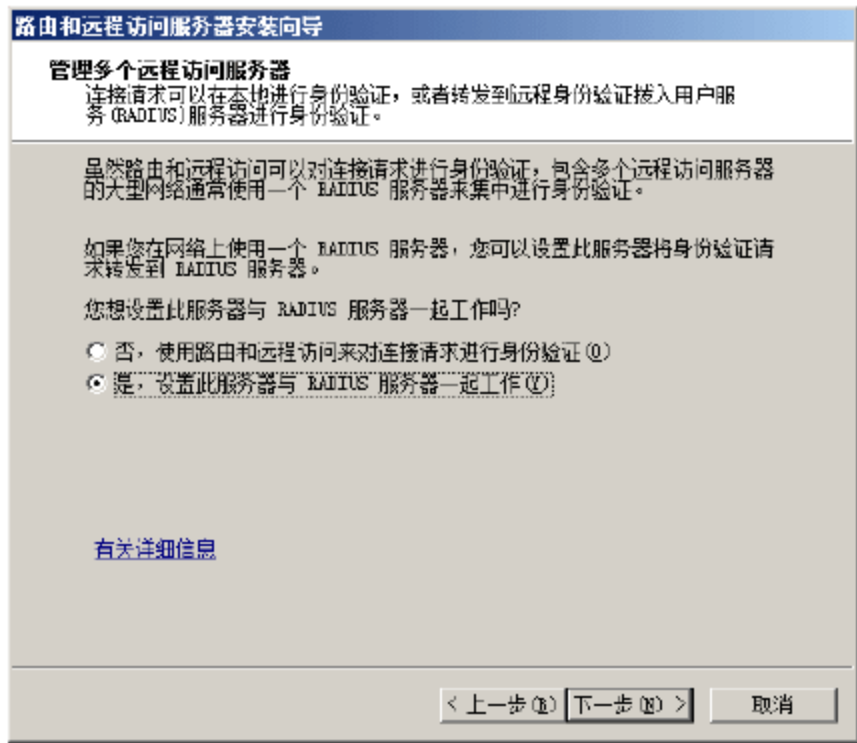 路由和远程访问服务器安装向导
管理多个远程访问服务器
连接请求可以在本地进行身份验证，或者转发到远程身份验证拨入用户服
务(RADIUS)服务器进行身份验证。
虽然路由和远程访问可以对连接请求进行身份验证，包含多个远程访问服务器
的大型网络通常使用一个 RADIUS 服务器来集中进行身份验证。
如果您在网络上使用一个 RADIUS 服务器，您可以设置此服务器将身份验证请
求转发到 RADIUS 服务器。
您想设置此服务器与 RADIUS 服务器一起工作吗?
否，使用路由和远程访问来对连接请求进行身份验证(O)
是，设置此服务器与 RADIUS 服务器一起工作(Y)
有关详细信息
< 上一步(B) 下一步(N) > 取消